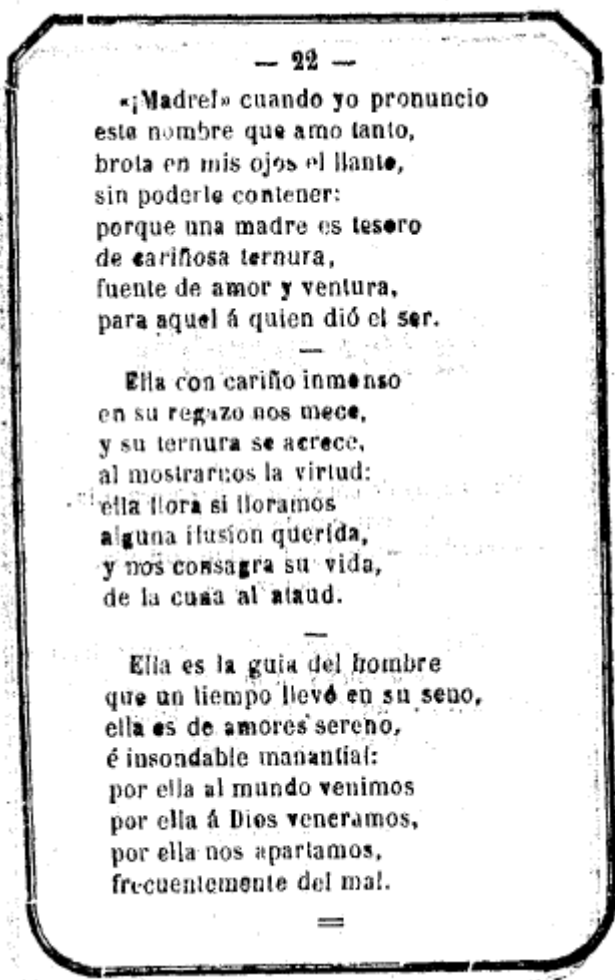 — 22 —
«¡Madre!» cuando yo pronuncio
este nombre que amo tanto,
brota en mis ojos el llanto,
sin poderle contener:
porque una madre es tesoro
de cariñosa ternura,
fuente de amor y ventura,
para aquel á quien dió el ser.
—
Ella con cariño inmenso
en su regazo nos mece,
y su ternura se acrece,
al mostrarnos la virtud:
ella llora si lloramos
alguna ilusion querida,
y nos consagra su vida,
de la cuna al ataud.
—
Ella es la guia del hombre
que un tiempo llevó en su seno,
ella es de amores sereno,
é insondable manantial:
por ella al mundo venimos
por ella á Dios veneramos,
por ella nos apartamos,
frecuentemente del mal.